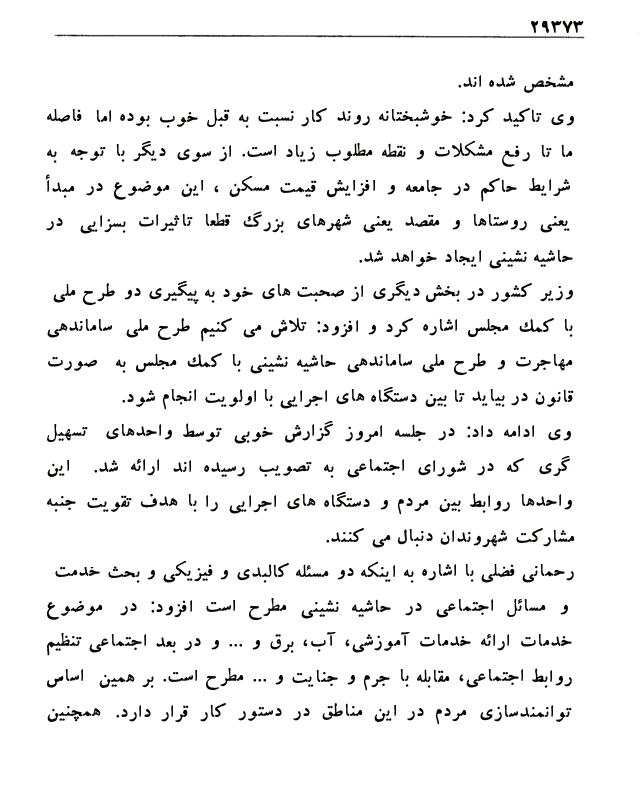 ۲۹۳۷۳
مشخص شده اند.
وی تاکید کرد: خوشبختانه روند کار نسبت به قبل خوب بوده اما فاصله
ما تا رفع مشکلات و نقطه مطلوب زیاد است. از سوی دیگر با توجه به
شرایط حاکم در جامعه و افزایش قیمت مسکن ، این موضوع در مبدأ
یعنی روستاها و مقصد یعنی شهرهای بزرگ قطعا تاثیرات بسزایی در
حاشیه نشینی ایجاد خواهد شد.
وزیر کشور در بخش دیگری از صحبت های خود به پیگیری دو طرح ملی
با کمك مجلس اشاره کرد و افزود: تلاش می کنیم طرح ملی ساماندهی
مهاجرت و طرح ملی ساماندهی حاشیه نشینی با کمك مجلس به صورت
قانون در بیاید تا بین دستگاه های اجرایی با اولویت انجام شود.
وی ادامه داد: در جلسه امروز گزارش خوبی توسط واحدهای تسهیل
گری که در شورای اجتماعی به تصویب رسیده اند ارائه شد. این
واحدها روابط بین مردم و دستگاه های اجرایی را با هدف تقویت جنبه
مشارکت شهروندان دنبال می کنند.
رحمانی فضلی با اشاره به اینکه دو مسئله کالبدی و فیزیکی و بحث خدمت
و مسائل اجتماعی در حاشیه نشینی مطرح است افزود: در موضوع
خدمات ارائه خدمات آموزشی، آب، برق و ... و در بعد اجتماعی تنظیم
روابط اجتماعی، مقابله با جرم و جنایت و ... مطرح است. بر همین اساس
توانمندسازی مردم در این مناطق در دستور کار قرار دارد. همچنین